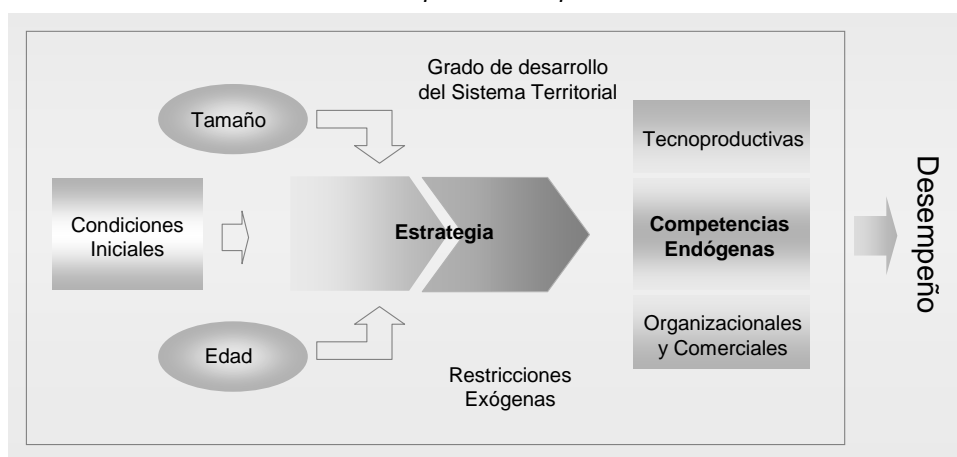 Grado de desarrollo
del Sistema Territorial
Tamaño
Tecnoproductivas
Condiciones
Iniciales
Estrategia
Competencias
Endógenas
Desempeño
Organizacionales
y Comerciales
Edad
Restricciones
Exógenas